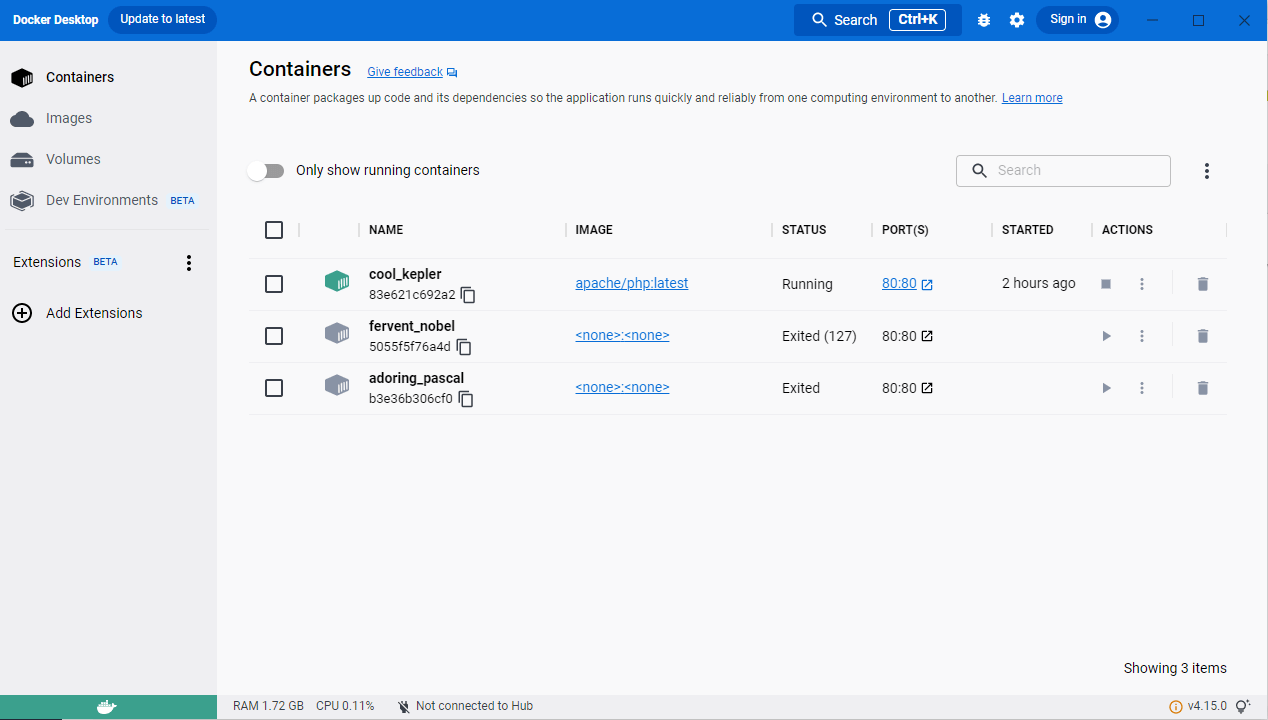 Docker Desktop Update to latest Search Ctrl+K Sign in
Containers
Images
Volumes
Dev Environments BETA
Extensions BETA
Add Extensions
Containers Give feedback
A container packages up code and its dependencies so the application runs quickly and reliably from one computing environment to another. Learn more
Only show running containers Search
NAME IMAGE STATUS PORT(S) STARTED ACTIONS
cool_kepler
83e621c692a2 apache/php:latest Running 80:80 2 hours ago
fervent_nobel
5055f5f76a4d <none>:<none> Exited (127) 80:80
adoring_pascal
b3e36b306cf0 <none>:<none> Exited 80:80
Showing 3 items
RAM 1.72 GB CPU 0.11% Not connected to Hub v4.15.0